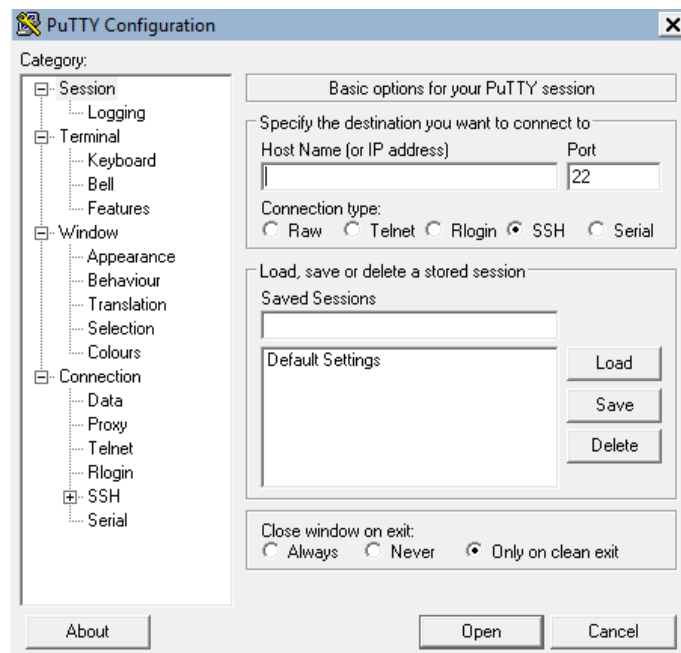 PuTTY Configuration
Category:
Session
Logging
Terminal
Keyboard
Bell
Features
Window
Appearance
Behaviour
Translation
Selection
Colours
Connection
Data
Proxy
Telnet
Rlogin
SSH
Serial
Basic options for your PuTTY session
Specify the destination you want to connect to
Host Name (or IP address) Port
22
Connection type:
Raw Telnet Rlogin SSH Serial
Load, save or delete a stored session
Saved Sessions
Default Settings
Load
Save
Delete
Close window on exit:
Always Never Only on clean exit
About Open Cancel